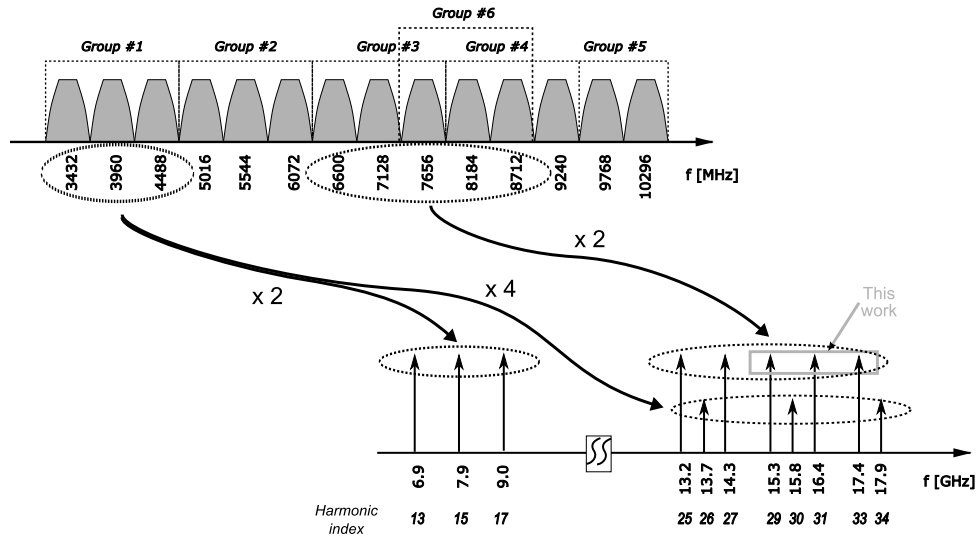 Group #6
Group #1 Group #2 Group #3 Group #4 Group #5
3432 3960 4488 5016 5544 6072 6600 7128 7656 8184 8712 9240 9768 10296
f [MHz]
x 2
x 2
x 4
This
work
6.9 7.9 9.0 13.2 13.7 14.3 15.3 15.8 16.4 17.4 17.9
f [GHz]
Harmonic
index
13 15 17 25 26 27 29 30 31 33 34